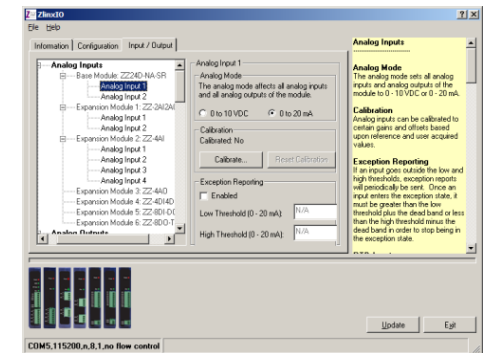 ZlinxIO
File Help
Information Configuration Input / Output
Analog Inputs
Base Module: ZZ24D-NA-SR
Analog Input 1
Analog Input 2
Expansion Module 1: ZZ-2AI2A
Analog Input 1
Analog Input 2
Expansion Module 2: ZZ-4AI
Analog Input 1
Analog Input 2
Analog Input 3
Analog Input 4
Expansion Module 3: ZZ-4AO
Expansion Module 4: ZZ-4DI4D
Expansion Module 5: ZZ-8DI-DC
Expansion Module 6: ZZ-8DO-T
Analog Outputs
Analog Input 1
Analog Mode
The analog mode affects all analog inputs
and all analog outputs of the module.
0 to 10 VDC 0 to 20 mA
Calibration
Calibrated: No
Calibrate... Reset Calibration
Exception Reporting
Enabled
Low Threshold (0 - 20 mA): N/A
High Threshold (0 - 20 mA): N/A
Analog Inputs
----------------
Analog Mode
The analog mode sets all analog
inputs and analog outputs of the
module to 0 - 10 VDC or 0 - 20 mA.
Calibration
Analog inputs can be calibrated to
certain gains and offsets based
upon reference and user acquired
values.
Exception Reporting
If an input goes outside the low and
high thresholds, exception reports
will periodically be sent. Once an
input enters the exception state, it
must be greater than the low
threshold plus the dead band or less
than the high threshold minus the
dead band in order to stop being in
the exception state.
Update Exit
COM5,115200,n,8,1,no flow control